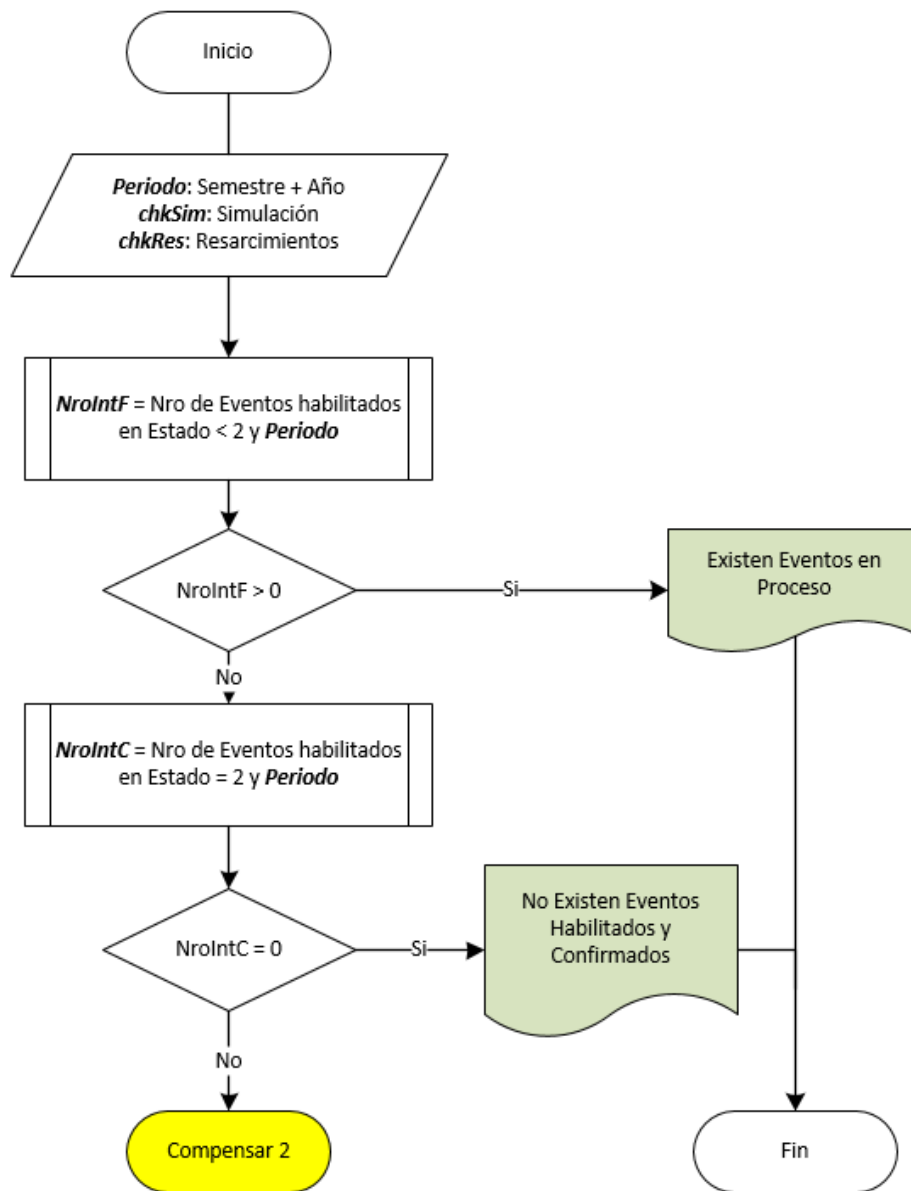 Inicio
Periodo: Semestre + Año
chkSim: Simulación
chkRes: Resarcimientos
NroIntF = Nro de Eventos habilitados
en Estado < 2 y Periodo
NroIntF > 0
Si
Existen Eventos en
Proceso
No
NroIntC = Nro de Eventos habilitados
en Estado = 2 y Periodo
NroIntC = 0
Si
No Existen Eventos
Habilitados y
Confirmados
No
Compensar 2
Fin